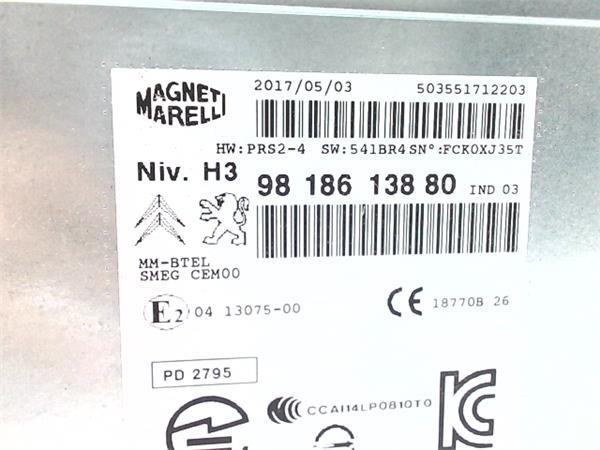 MAGNETI
MARELLI
2017/05/03 503551712203
HW:PRS2-4 SW:541BR4 SN°:FCK0XJ35T
Niv. H3 98 186 138 80 IND 03
MM-BTEL
SMEG CEM00
E2 04 13075-00 CE 18770B 26
PD 2795
CCAI14LP0810T0